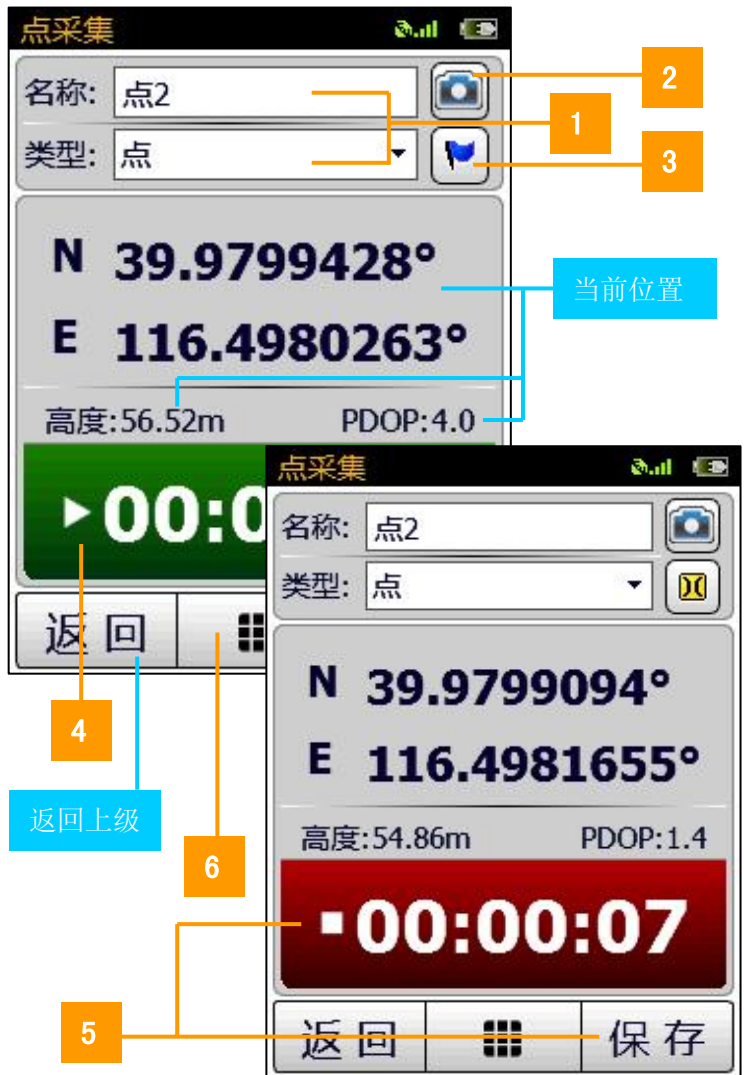 点采集
名称: 点2
2
1
类型: 点
3
N 39.9799428°
当前位置
E 116.4980263°
高度:56.52m PDOP:4.0
00:0
返回
4
返回上级
6
点采集
名称: 点2
类型: 点
N 39.9799094°
E 116.4981655°
高度:54.86m PDOP:1.4
00:00:07
5
返回 保存